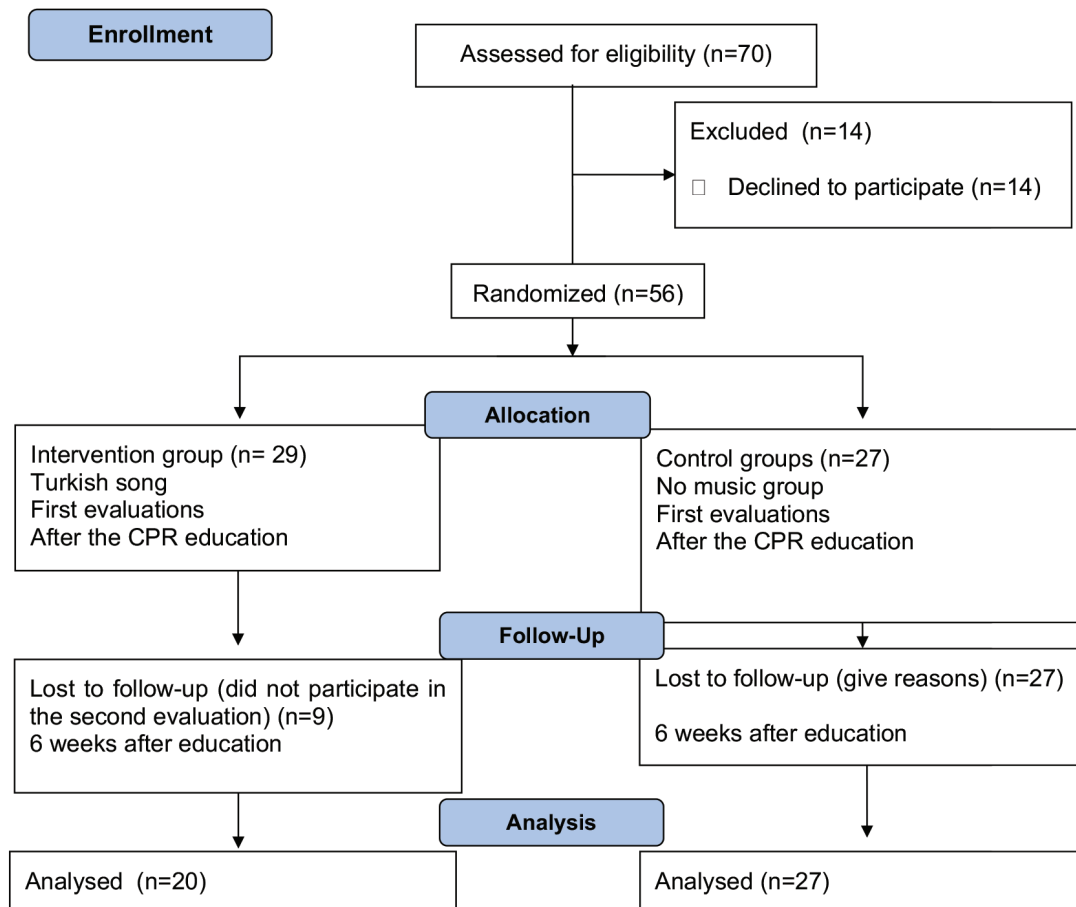 Enrollment
Assessed for eligibility (n=70)
Excluded (n=14)
Declined to participate (n=14)
Randomized (n=56)
Allocation
Intervention group (n= 29)
Turkish song
First evaluations
After the CPR education
Control groups (n=27)
No music group
First evaluations
After the CPR education
Follow-Up
Lost to follow-up (did not participate in
the second evaluation) (n=9)
6 weeks after education
Lost to follow-up (give reasons) (n=27)
6 weeks after education
Analysis
Analysed (n=20)
Analysed (n=27)